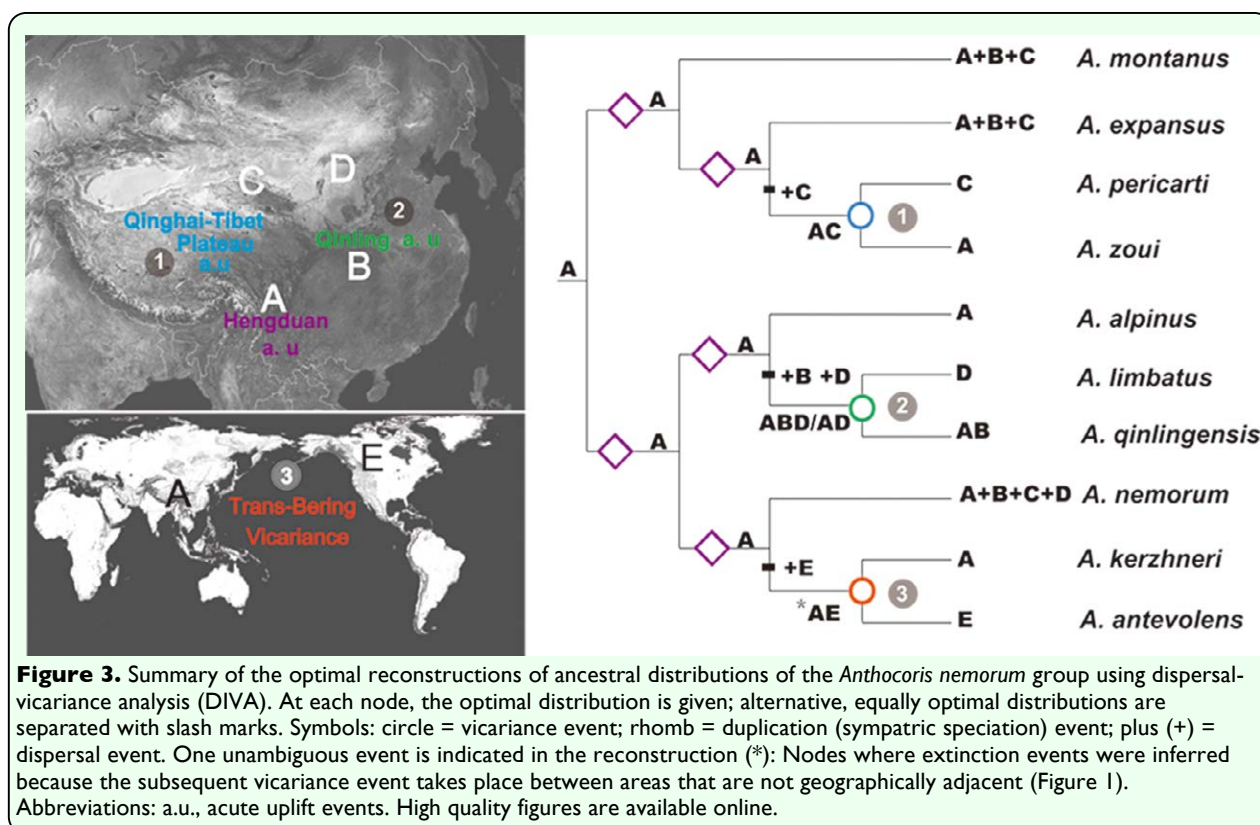 C
D
2
Qinghai-Tibet
Plateau
a.u
1
Qinling a. u
B
A
Hengduan
a. u
E
A
3
Trans-Bering
Vicariance
A+B+C A. montanus
A
A+B+C A. expansus
A
+C
C A. pericarti
AC 1
A A. zoui
A
A A. alpinus
A
+B +D
D A. limbatus
ABD/AD 2
AB A. qinlingensis
A
A+B+C+D A. nemorum
A
+E
A A. kerzhneri
*AE 3
E A. antevolens
Figure 3. Summary of the optimal reconstructions of ancestral distributions of the Anthocoris nemorum group using dispersal-
vicariance analysis (DIVA). At each node, the optimal distribution is given; alternative, equally optimal distributions are
separated with slash marks. Symbols: circle = vicariance event; rhomb = duplication (sympatric speciation) event; plus (+) =
dispersal event. One unambiguous event is indicated in the reconstruction (*): Nodes where extinction events were inferred
because the subsequent vicariance event takes place between areas that are not geographically adjacent (Figure 1).
Abbreviations: a.u., acute uplift events. High quality figures are available online.